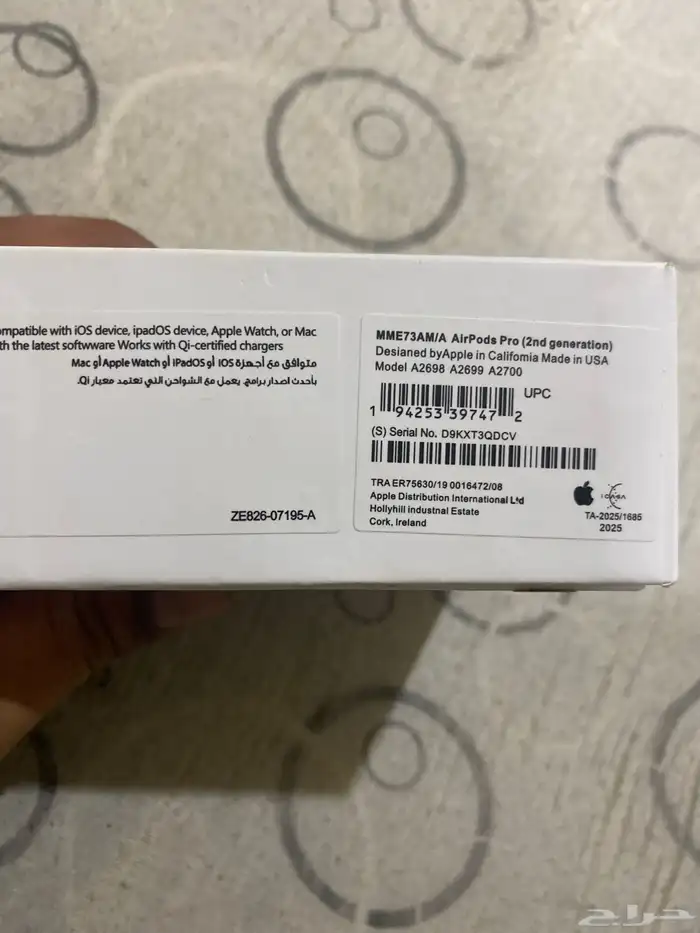 ompatible with iOS device, ipadOS device, Apple Watch, or Mac
th the latest softwware Works with Qi-certified chargers
متوافق مع أجهزة iOS أو iPadOS أو Apple Watch أو Mac
بأحدث اصدار برامج. يعمل مع الشواحن التي تعتمد معيار Qi.
ZE826-07195-A
MME73AM/A AirPods Pro (2nd generation)
Desianed byApple in Califomia Made in USA
Model A2698 A2699 A2700
UPC
1 94253 39747 2
(S) Serial No. D9KXT3QDCV
TRA ER75630/19 0016472/08
Apple Distribution International Ltd
Hollyhill industnal Estate
Cork, Ireland
ICASA
TA-2025/1685
2025
حراج